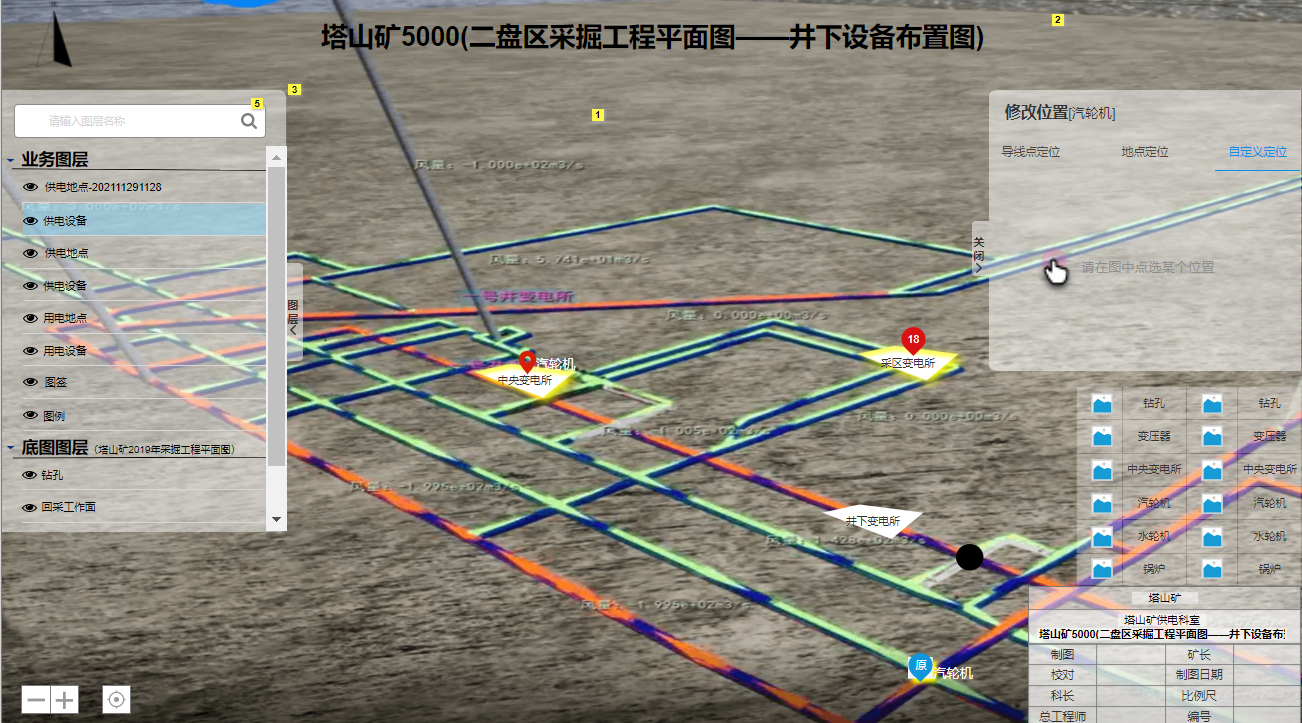 塔山矿5000(二盘区采掘工程平面图——井下设备布置图)
2
3
5
1
请输入图层名称
业务图层
供电地点-202111291128
供电设备
供电地点
供电设备
用电地点
用电设备
图签
图例
底图图层 (塔山矿2019年采掘工程平面图)
钻孔
回采工作面
图层
风量: -1.000e+02m3/s
风量: 5.741e+01m3/s
一号井变电所
风量: 0.000e+00m3/s
18
采区变电所
汽轮机
中央变电所
风量: 0.000e+00m3/s
风量: -1.005e+02m3/s
风量: -1.995e+02m3/s
井下变电所
风量: 1.428e+02m3/s
风量: -1.995e+02m3/s
原
汽轮机
修改位置[汽轮机]
导线点定位 地点定位 自定义定位
关闭
请在图中点选某个位置
钻孔 钻孔
变压器 变压器
中央变电所 中央变电所
汽轮机 汽轮机
水轮机 水轮机
锅炉 锅炉
塔山矿
塔山矿供电科室
塔山矿5000(二盘区采掘工程平面图——井下设备布
制图 矿长
校对 制图日期
科长 比例尺
总工程师 编号